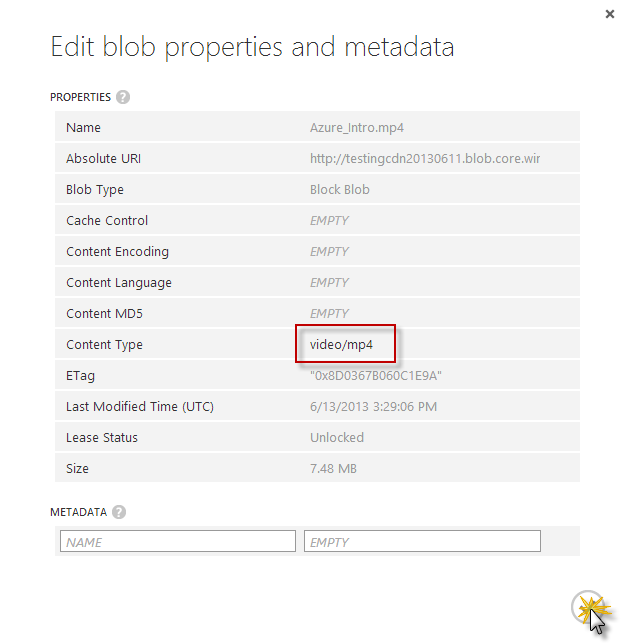 Edit blob properties and metadata
PROPERTIES ?
Name Azure_Intro.mp4
Absolute URI http://testingcdn20130611.blob.core.wir
Blob Type Block Blob
Cache Control EMPTY
Content Encoding EMPTY
Content Language EMPTY
Content MD5 EMPTY
Content Type video/mp4
ETag "0x8D0367B060C1E9A"
Last Modified Time (UTC) 6/13/2013 3:29:06 PM
Lease Status Unlocked
Size 7.48 MB
METADATA ?
NAME EMPTY